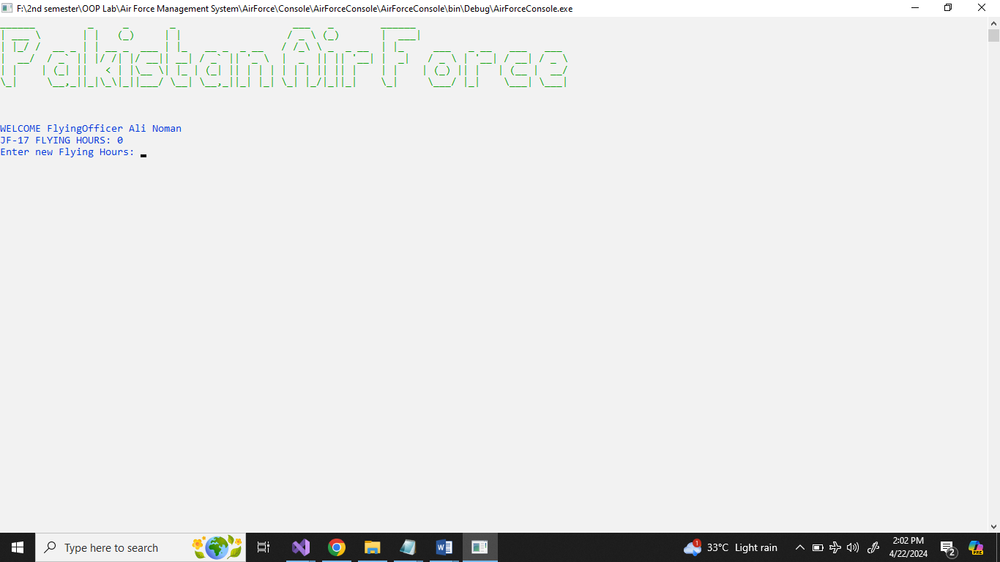 F:\2nd semester\OOP Lab\Air Force Management System\AirForce\Console\AirForceConsole\AirForceConsole\bin\Debug\AirForceConsole.exe
Pakistan Air Force
WELCOME FlyingOfficer Ali Noman
JF-17 FLYING HOURS: 0
Enter new Flying Hours:
Type here to search
1
33°C Light rain
2:02 PM
4/22/2024
2
PRE